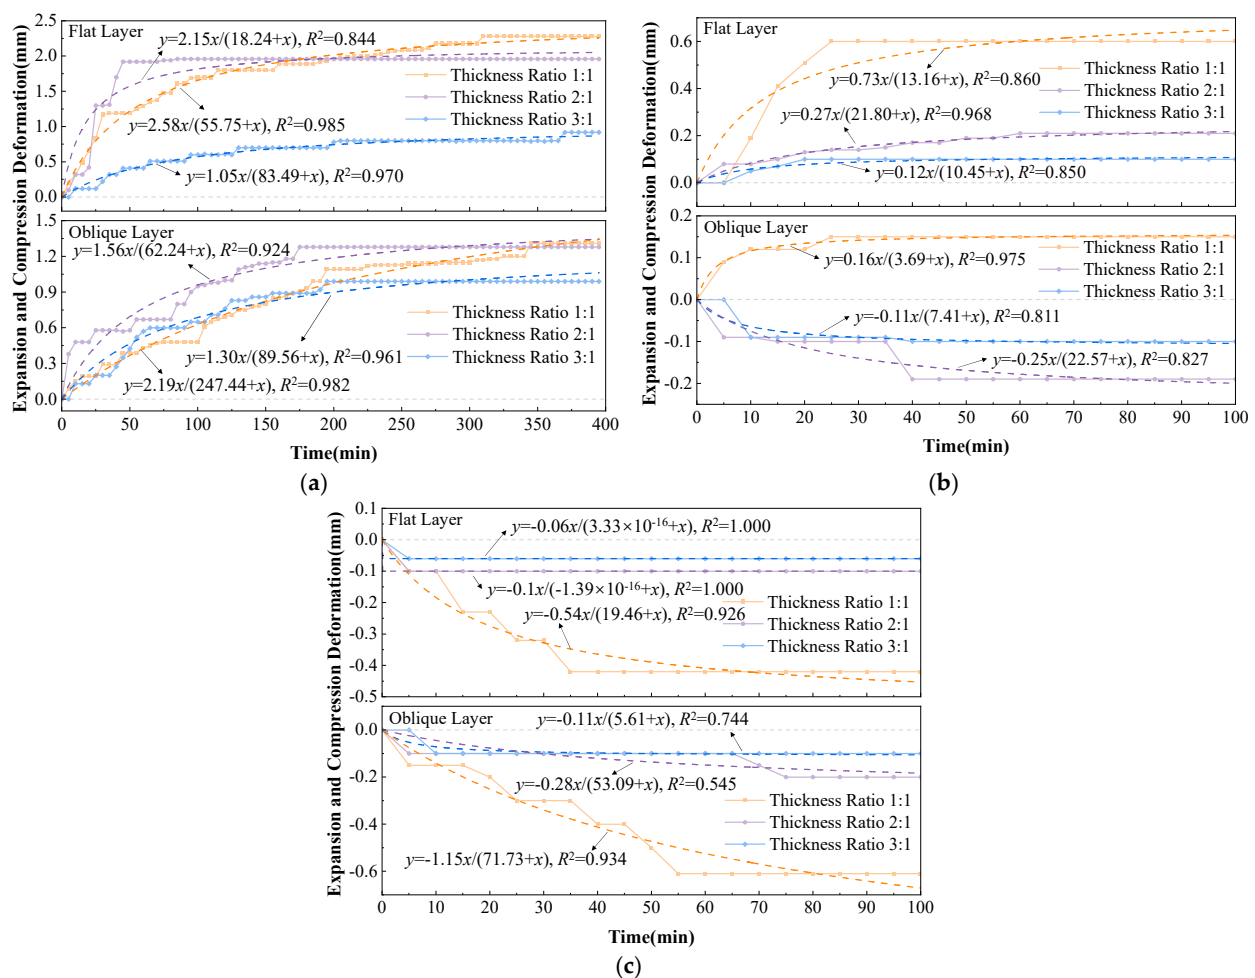 Expansion and Compression Deformation(mm)
2.5
2.0
1.5
1.0
0.5
0.0
Flat Layer
y=2.15x/(18.24+x), R²=0.844
Thickness Ratio 1:1
Thickness Ratio 2:1
Thickness Ratio 3:1
y=2.58x/(55.75+x), R²=0.985
y=1.05x/(83.49+x), R²=0.970
1.5
1.2
0.9
0.6
0.3
0.0
Oblique Layer
y=1.56x/(62.24+x), R²=0.924
Thickness Ratio 1:1
Thickness Ratio 2:1
Thickness Ratio 3:1
y=1.30x/(89.56+x), R²=0.961
y=2.19x/(247.44+x), R²=0.982
0 50 100 150 200 250 300 350 400
Time(min)
(a)
Expansion and Compression Deformation(mm)
0.6
0.4
0.2
0.0
Flat Layer
Thickness Ratio 1:1
y=0.73x/(13.16+x), R²=0.860
Thickness Ratio 2:1
y=0.27x/(21.80+x), R²=0.968
Thickness Ratio 3:1
y=0.12x/(10.45+x), R²=0.850
0.2
0.1
0.0
-0.1
-0.2
Oblique Layer
Thickness Ratio 1:1
y=0.16x/(3.69+x), R²=0.975
Thickness Ratio 2:1
Thickness Ratio 3:1
y=-0.11x/(7.41+x), R²=0.811
y=-0.25x/(22.57+x), R²=0.827
0 10 20 30 40 50 60 70 80 90 100
Time(min)
(b)
Expansion and Compression Deformation(mm)
0.1
0.0
-0.1
-0.2
-0.3
-0.4
-0.5
Flat Layer
y=-0.06x/(3.33×10⁻¹⁶+x), R²=1.000
y=-0.1x/(-1.39×10⁻¹⁶+x), R²=1.000
Thickness Ratio 1:1
y=-0.54x/(19.46+x), R²=0.926
Thickness Ratio 2:1
Thickness Ratio 3:1
0.0
-0.2
-0.4
-0.6
Oblique Layer
y=-0.11x/(5.61+x), R²=0.744
y=-0.28x/(53.09+x), R²=0.545
Thickness Ratio 1:1
Thickness Ratio 2:1
Thickness Ratio 3:1
y=-1.15x/(71.73+x), R²=0.934
0 10 20 30 40 50 60 70 80 90 100
Time(min)
(c)